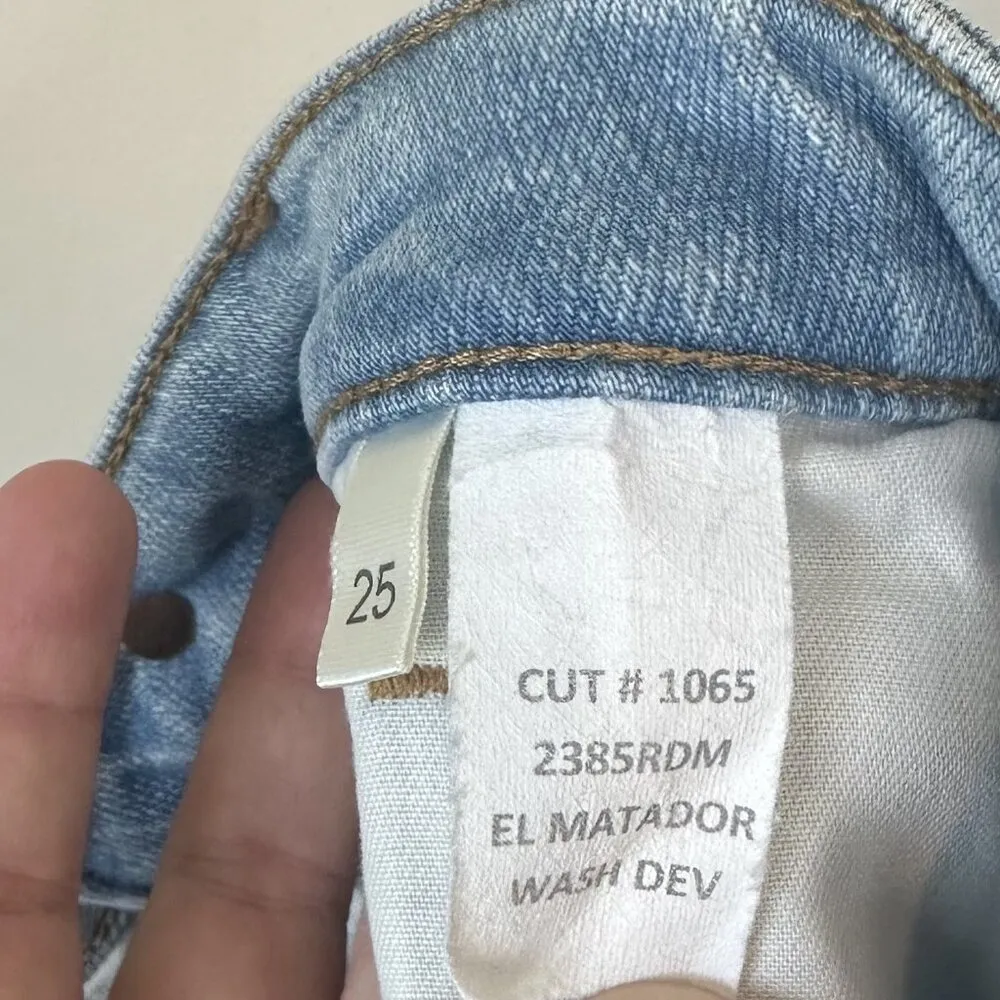 25
CUT # 1065
2385RDM
EL MATADOR
WASH DEV